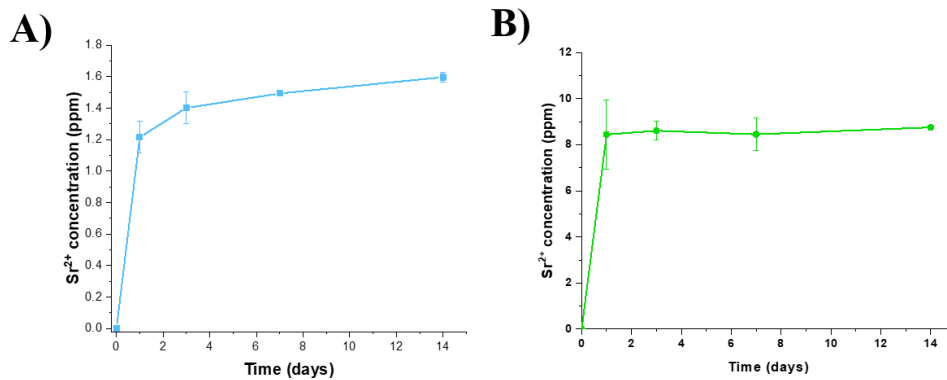 A)
Sr2+ concentration (ppm)
1.8
1.6
1.4
1.2
1.0
0.8
0.6
0.4
0.2
0.0
0 2 4 6 8 10 12 14
Time (days)
B)
Sr2+ concentration (ppm)
12
10
8
6
4
2
0
0 2 4 6 8 10 12 14
Time (days)